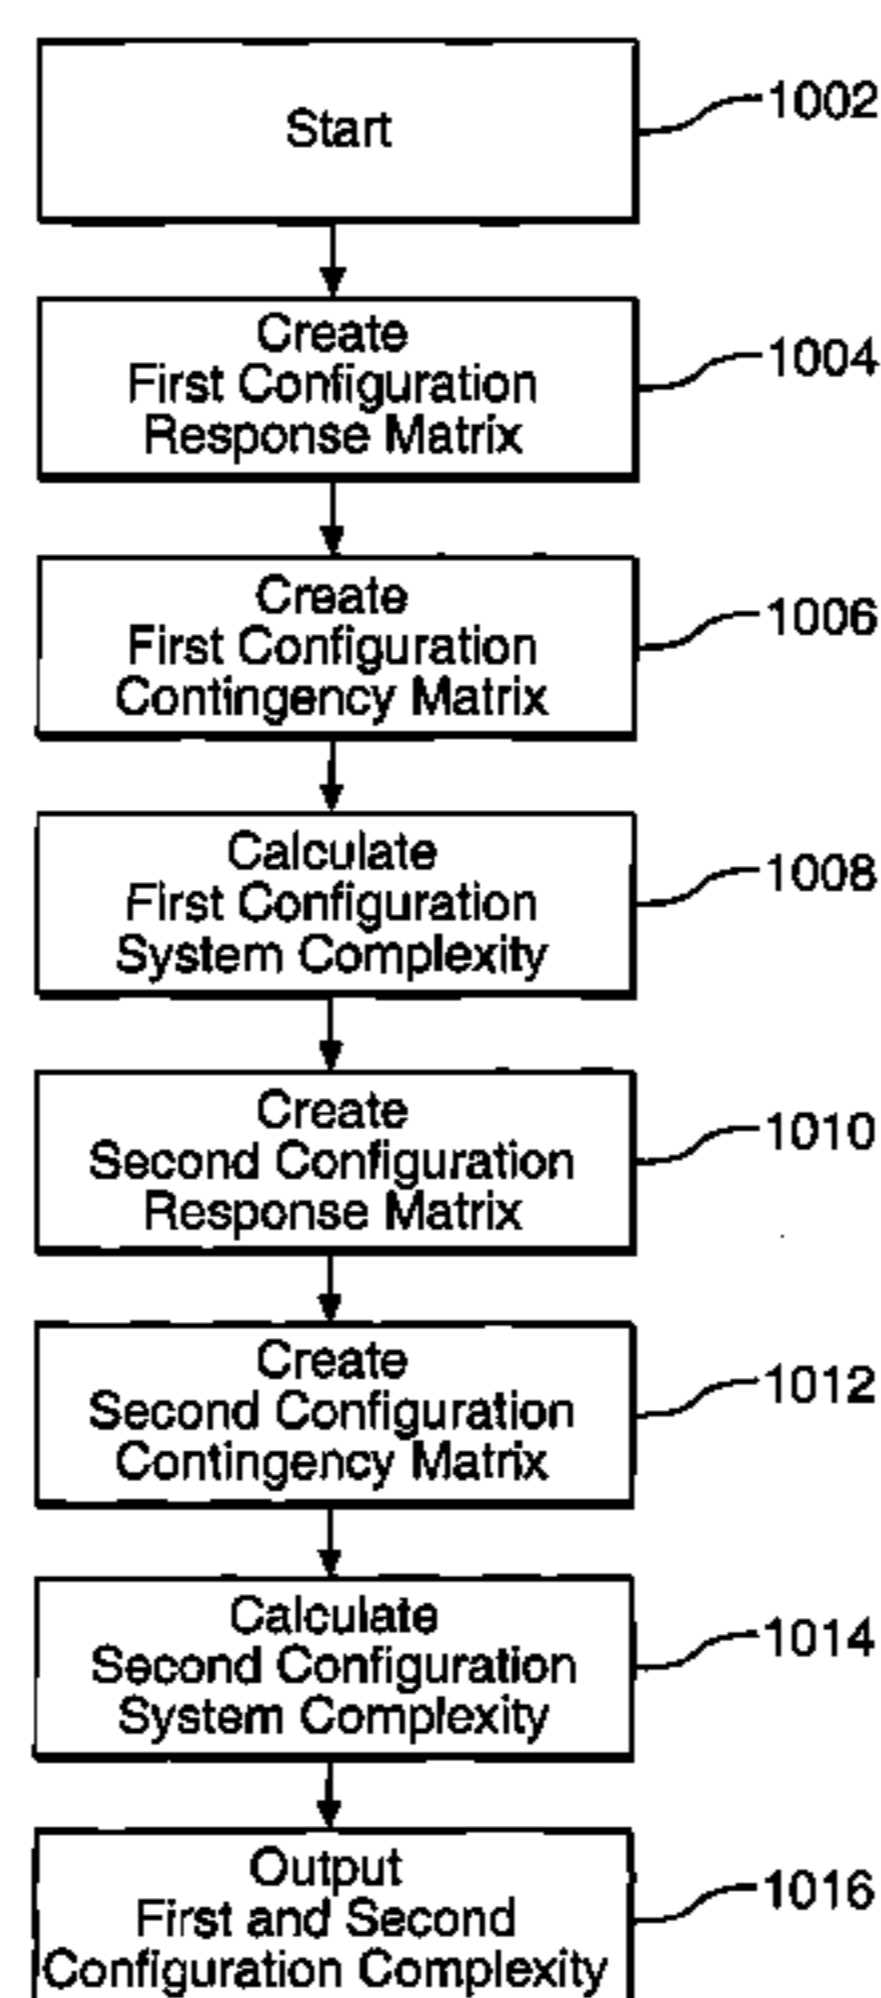 Start
1002
Create
First Configuration
Response Matrix
1004
Create
First Configuration
Contingency Matrix
1006
Calculate
First Configuration
System Complexity
1008
Create
Second Configuration
Response Matrix
1010
Create
Second Configuration
Contingency Matrix
1012
Calculate
Second Configuration
System Complexity
1014
Output
First and Second
Configuration Complexity
1016